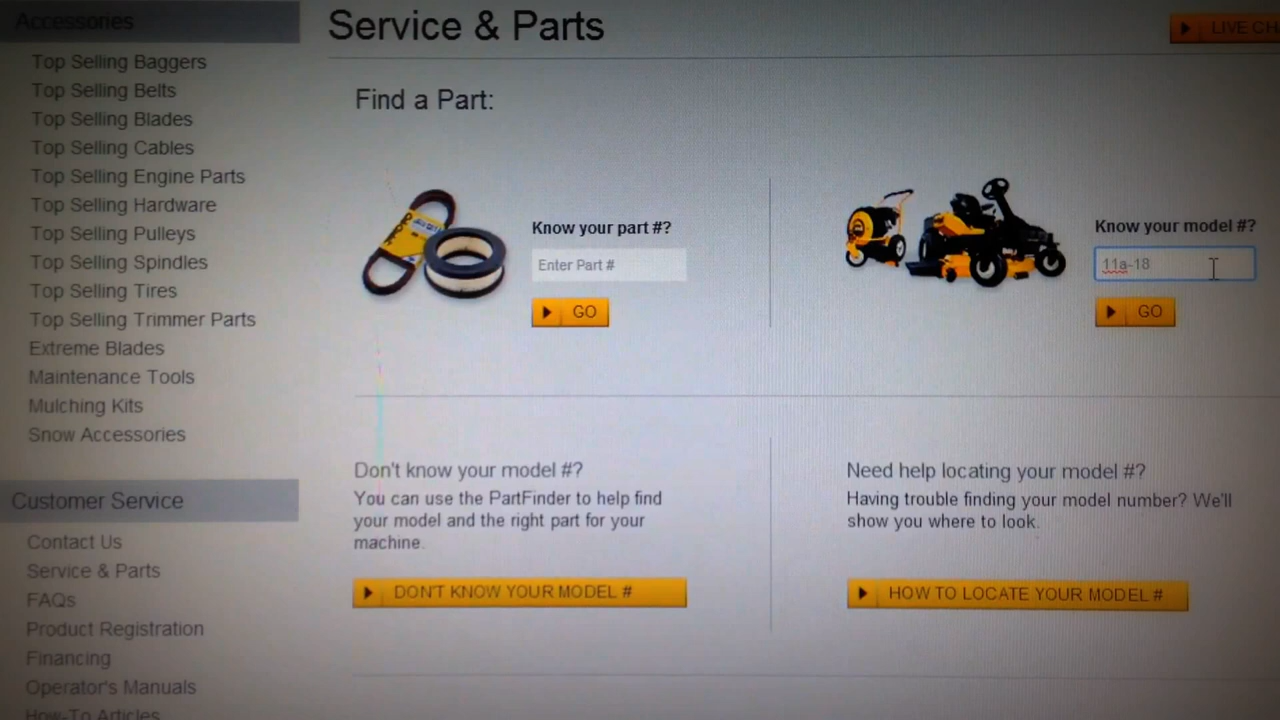 Accessories
Top Selling Baggers
Top Selling Belts
Top Selling Blades
Top Selling Cables
Top Selling Engine Parts
Top Selling Hardware
Top Selling Pulleys
Top Selling Spindles
Top Selling Tires
Top Selling Trimmer Parts
Extreme Blades
Maintenance Tools
Mulching Kits
Snow Accessories
Customer Service
Contact Us
Service & Parts
FAQs
Product Registration
Financing
Operator's Manuals
How-To Articles
Service & Parts
LIVE CH
Find a Part:
Know your part #?
Enter Part #
GO
Know your model #?
11a-18
GO
Don't know your model #?
You can use the PartFinder to help find
your model and the right part for your
machine.
DON'T KNOW YOUR MODEL #
Need help locating your model #?
Having trouble finding your model number? We'll
show you where to look.
HOW TO LOCATE YOUR MODEL #